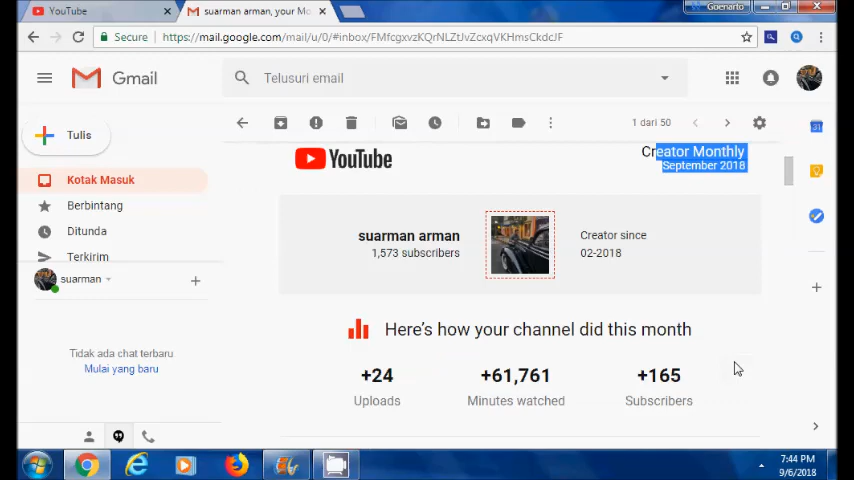 YouTube
suarman arman, your Mo
Goenarto
Secure
https://mail.google.com/mail/u/0/#inbox/FMfcgxvzKQrNLZtJvZcxqVKHmsCkdcJF
Gmail
Telusuri email
Tulis
1 dari 50
Kotak Masuk
Berbintang
Ditunda
Terkirim
suarman
Tidak ada chat terbaru
Mulai yang baru
YouTube
Creator Monthly
September 2018
suarman arman
1,573 subscribers
Creator since
02-2018
Here's how your channel did this month
+24
Uploads
+61,761
Minutes watched
+165
Subscribers
31
7:44 PM
9/6/2018